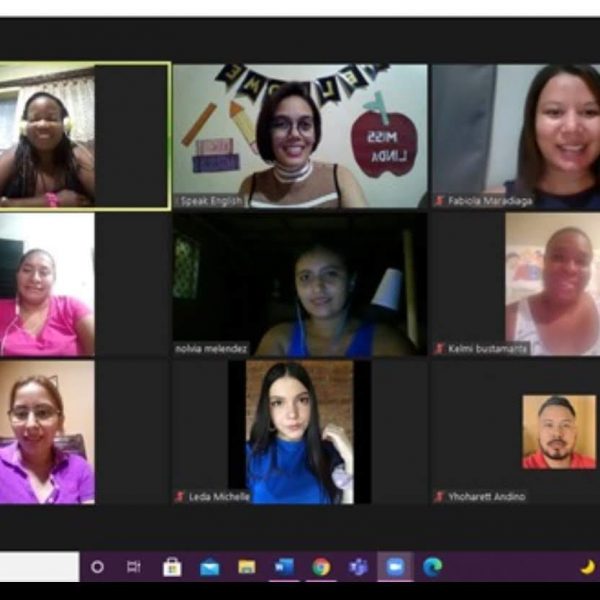 MISS
LINDA
I Speak English
Fabiola Maradiaga
nolvia melendez
Kelmi bustamante
Leda Michelle
Yhoharett Andino